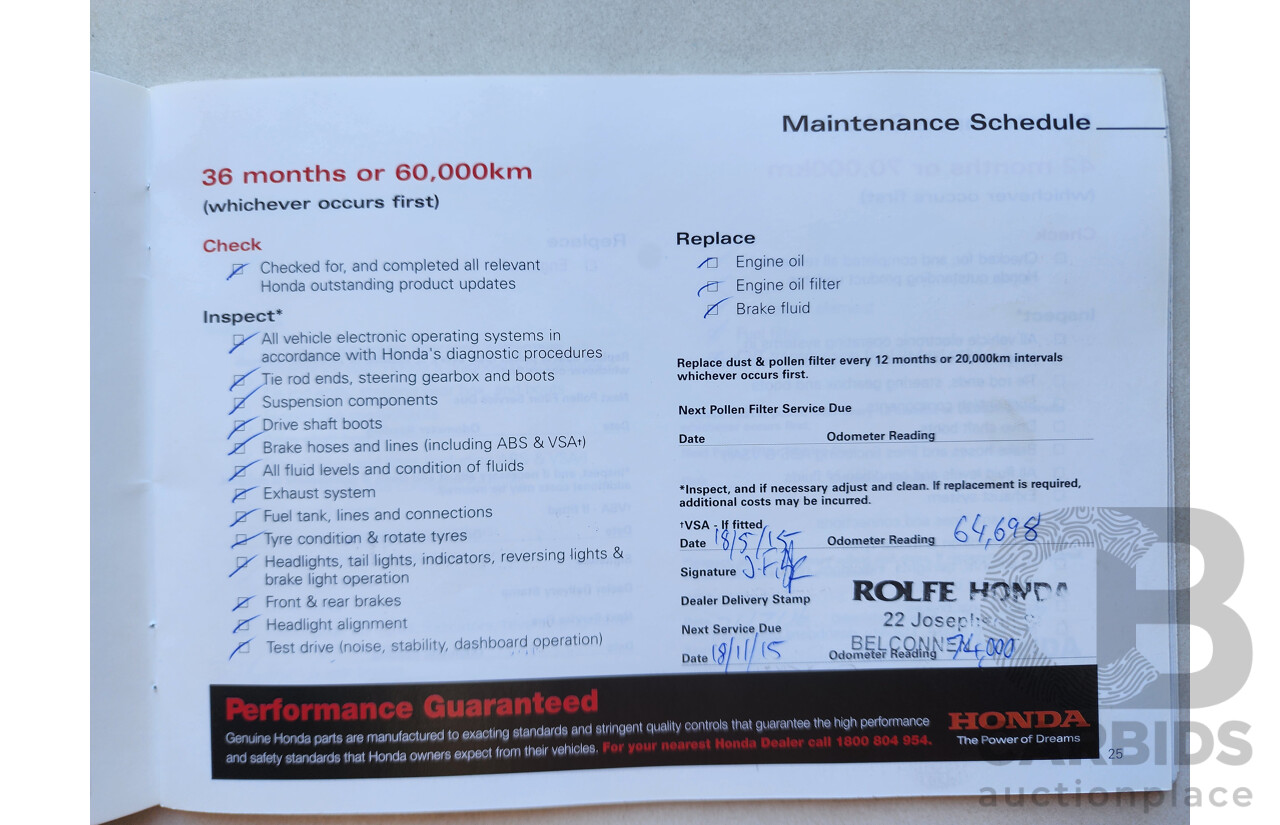 Maintenance Schedule
36 months or 60,000km
(whichever occurs first)
Check
Checked for, and completed all relevant
Honda outstanding product updates
Inspect*
All vehicle electronic operating systems in
accordance with Honda's diagnostic procedures
Tie rod ends, steering gearbox and boots
Suspension components
Drive shaft boots
Brake hoses and lines (including ABS & VSA†)
All fluid levels and condition of fluids
Exhaust system
Fuel tank, lines and connections
Tyre condition & rotate tyres
Headlights, tail lights, indicators, reversing lights &
brake light operation
Front & rear brakes
Headlight alignment
Test drive (noise, stability, dashboard operation)
Replace
Engine oil
Engine oil filter
Brake fluid
Replace dust & pollen filter every 12 months or 20,000km intervals
whichever occurs first.
Next Pollen Filter Service Due
Date Odometer Reading
*Inspect, and if necessary adjust and clean. If replacement is required,
additional costs may be incurred.
†VSA - If fitted
Date 18/5/15 Odometer Reading 64,698
Signature
Dealer Delivery Stamp ROLFE HONDA
22 Joseph
Next Service Due BELCONNEN
Date 18/11/15 Odometer Reading 74,000
Performance Guaranteed
Genuine Honda parts are manufactured to exacting standards and stringent quality controls that guarantee the high performance
and safety standards that Honda owners expect from their vehicles. For your nearest Honda Dealer call 1800 804 954.
HONDA
The Power of Dreams
25
CARBIDS
auctionplace